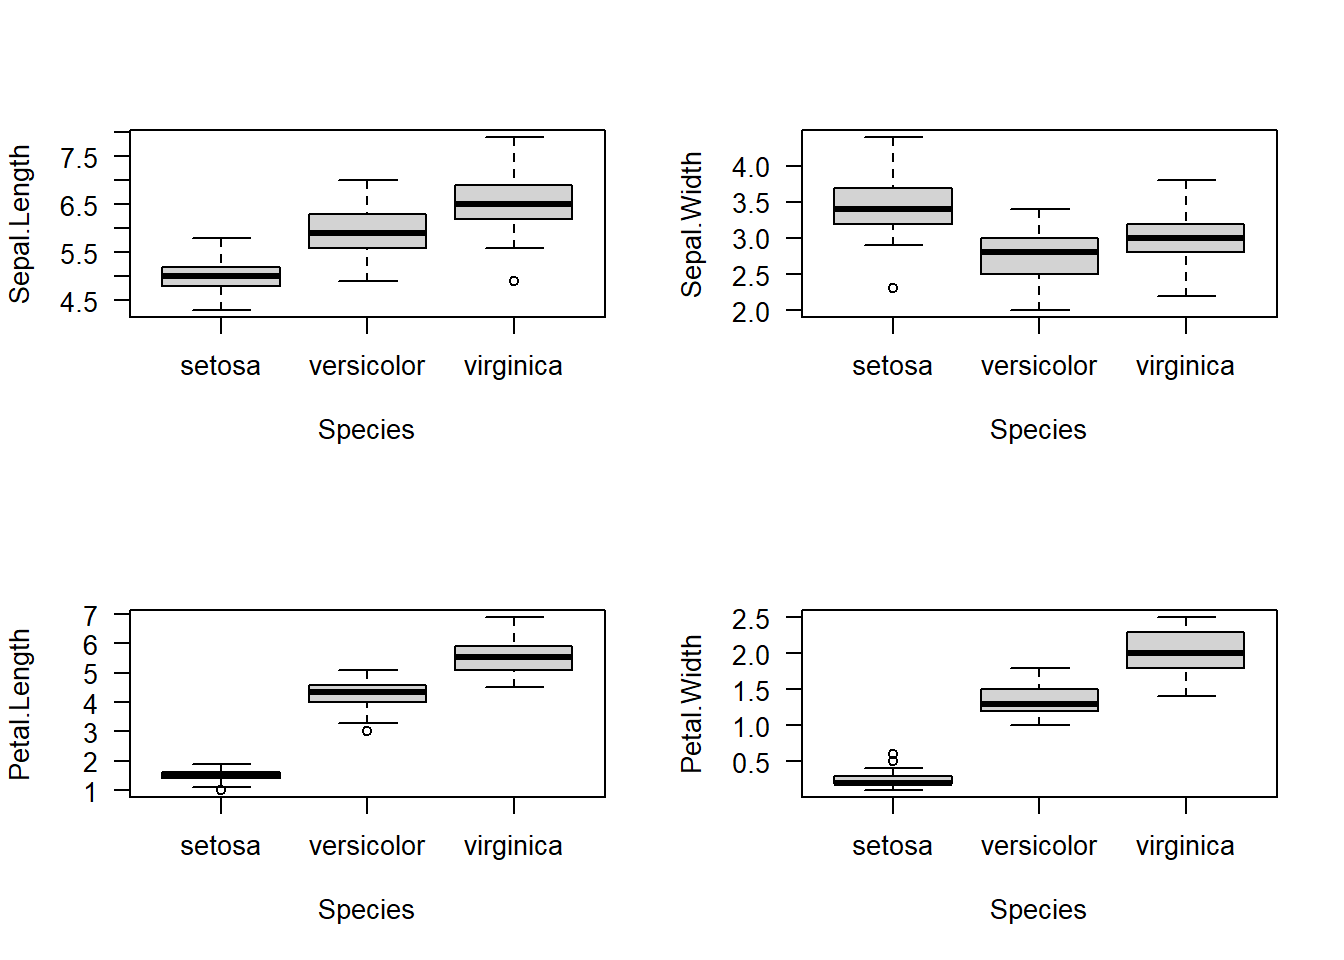 Sepal.Length
7.5
6.5
5.5
4.5
setosa versicolor virginica
Species
Sepal.Width
4.0
3.5
3.0
2.5
2.0
setosa versicolor virginica
Species
Petal.Length
7
6
5
4
3
2
1
setosa versicolor virginica
Species
Petal.Width
2.5
2.0
1.5
1.0
0.5
setosa versicolor virginica
Species